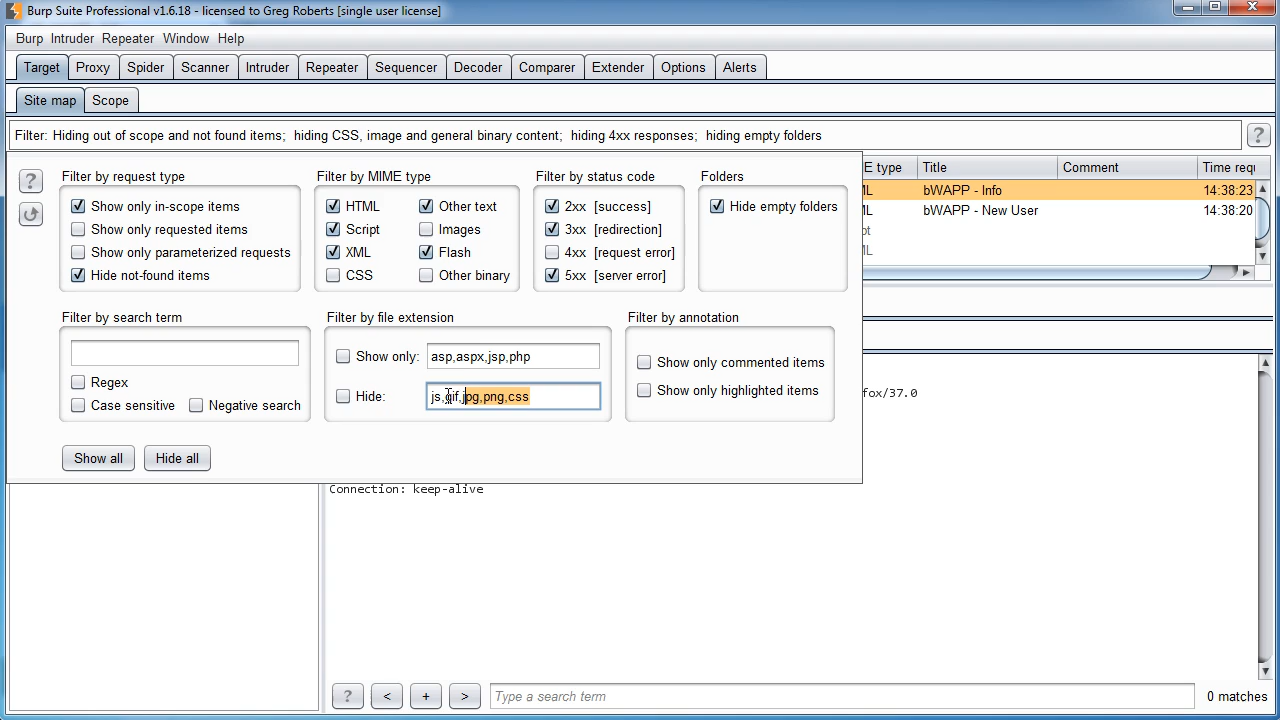 Burp Suite Professional v1.6.18 - licensed to Greg Roberts [single user license]
Burp Intruder Repeater Window Help
Target Proxy Spider Scanner Intruder Repeater Sequencer Decoder Comparer Extender Options Alerts
Site map Scope
Filter: Hiding out of scope and not found items; hiding CSS, image and general binary content; hiding 4xx responses; hiding empty folders ?
E type Title Comment Time requ
? Filter by request type Filter by MIME type Filter by status code Folders
ML bWAPP - Info 14:38:23
Show only in-scope items HTML Other text 2xx [success] Hide empty folders
ML bWAPP - New User 14:38:20
Show only requested items Script Images 3xx [redirection]
pt
Show only parameterized requests XML Flash 4xx [request error]
ML
Hide not-found items CSS Other binary 5xx [server error]
Filter by search term Filter by file extension Filter by annotation
Show only: asp,aspx.jsp,php Show only commented items
Regex Show only highlighted items
Hide: js,gif,jpg,png,css fox/37.0
Case sensitive Negative search
Show all Hide all
Connection: keep-alive
? < + > Type a search term 0 matches